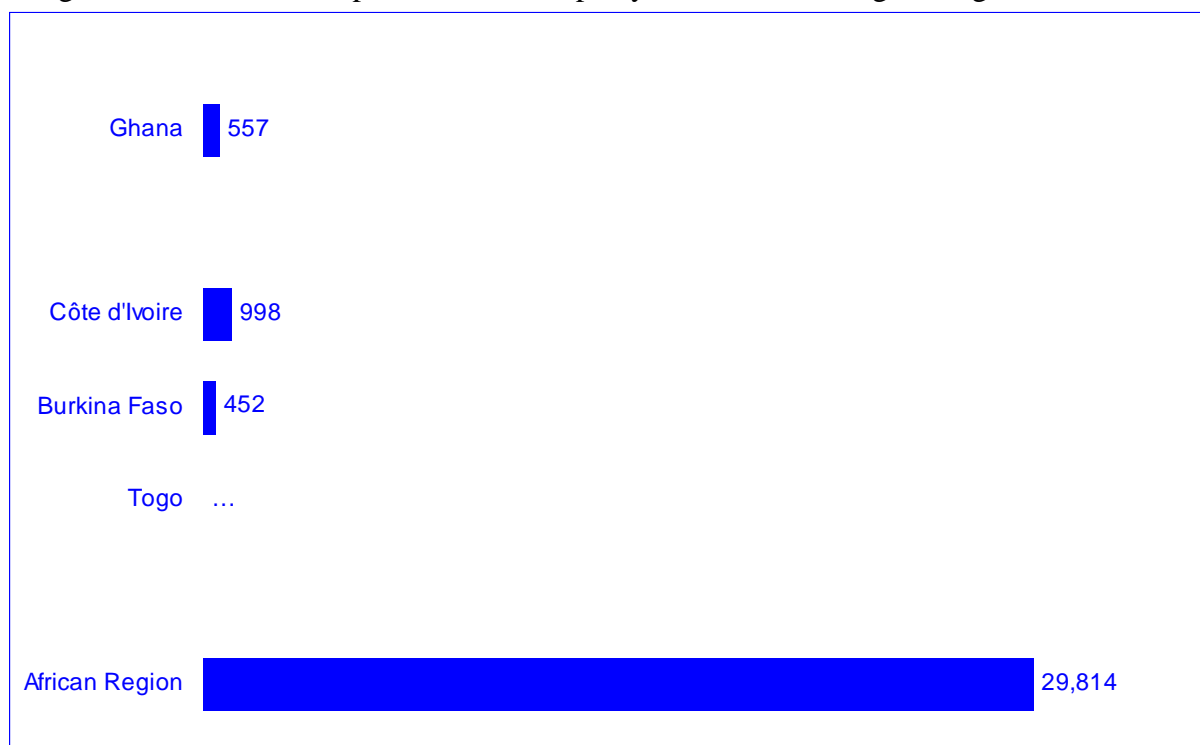 Ghana 557
Côte d'Ivoire 998
Burkina Faso 452
Togo …
African Region 29,814